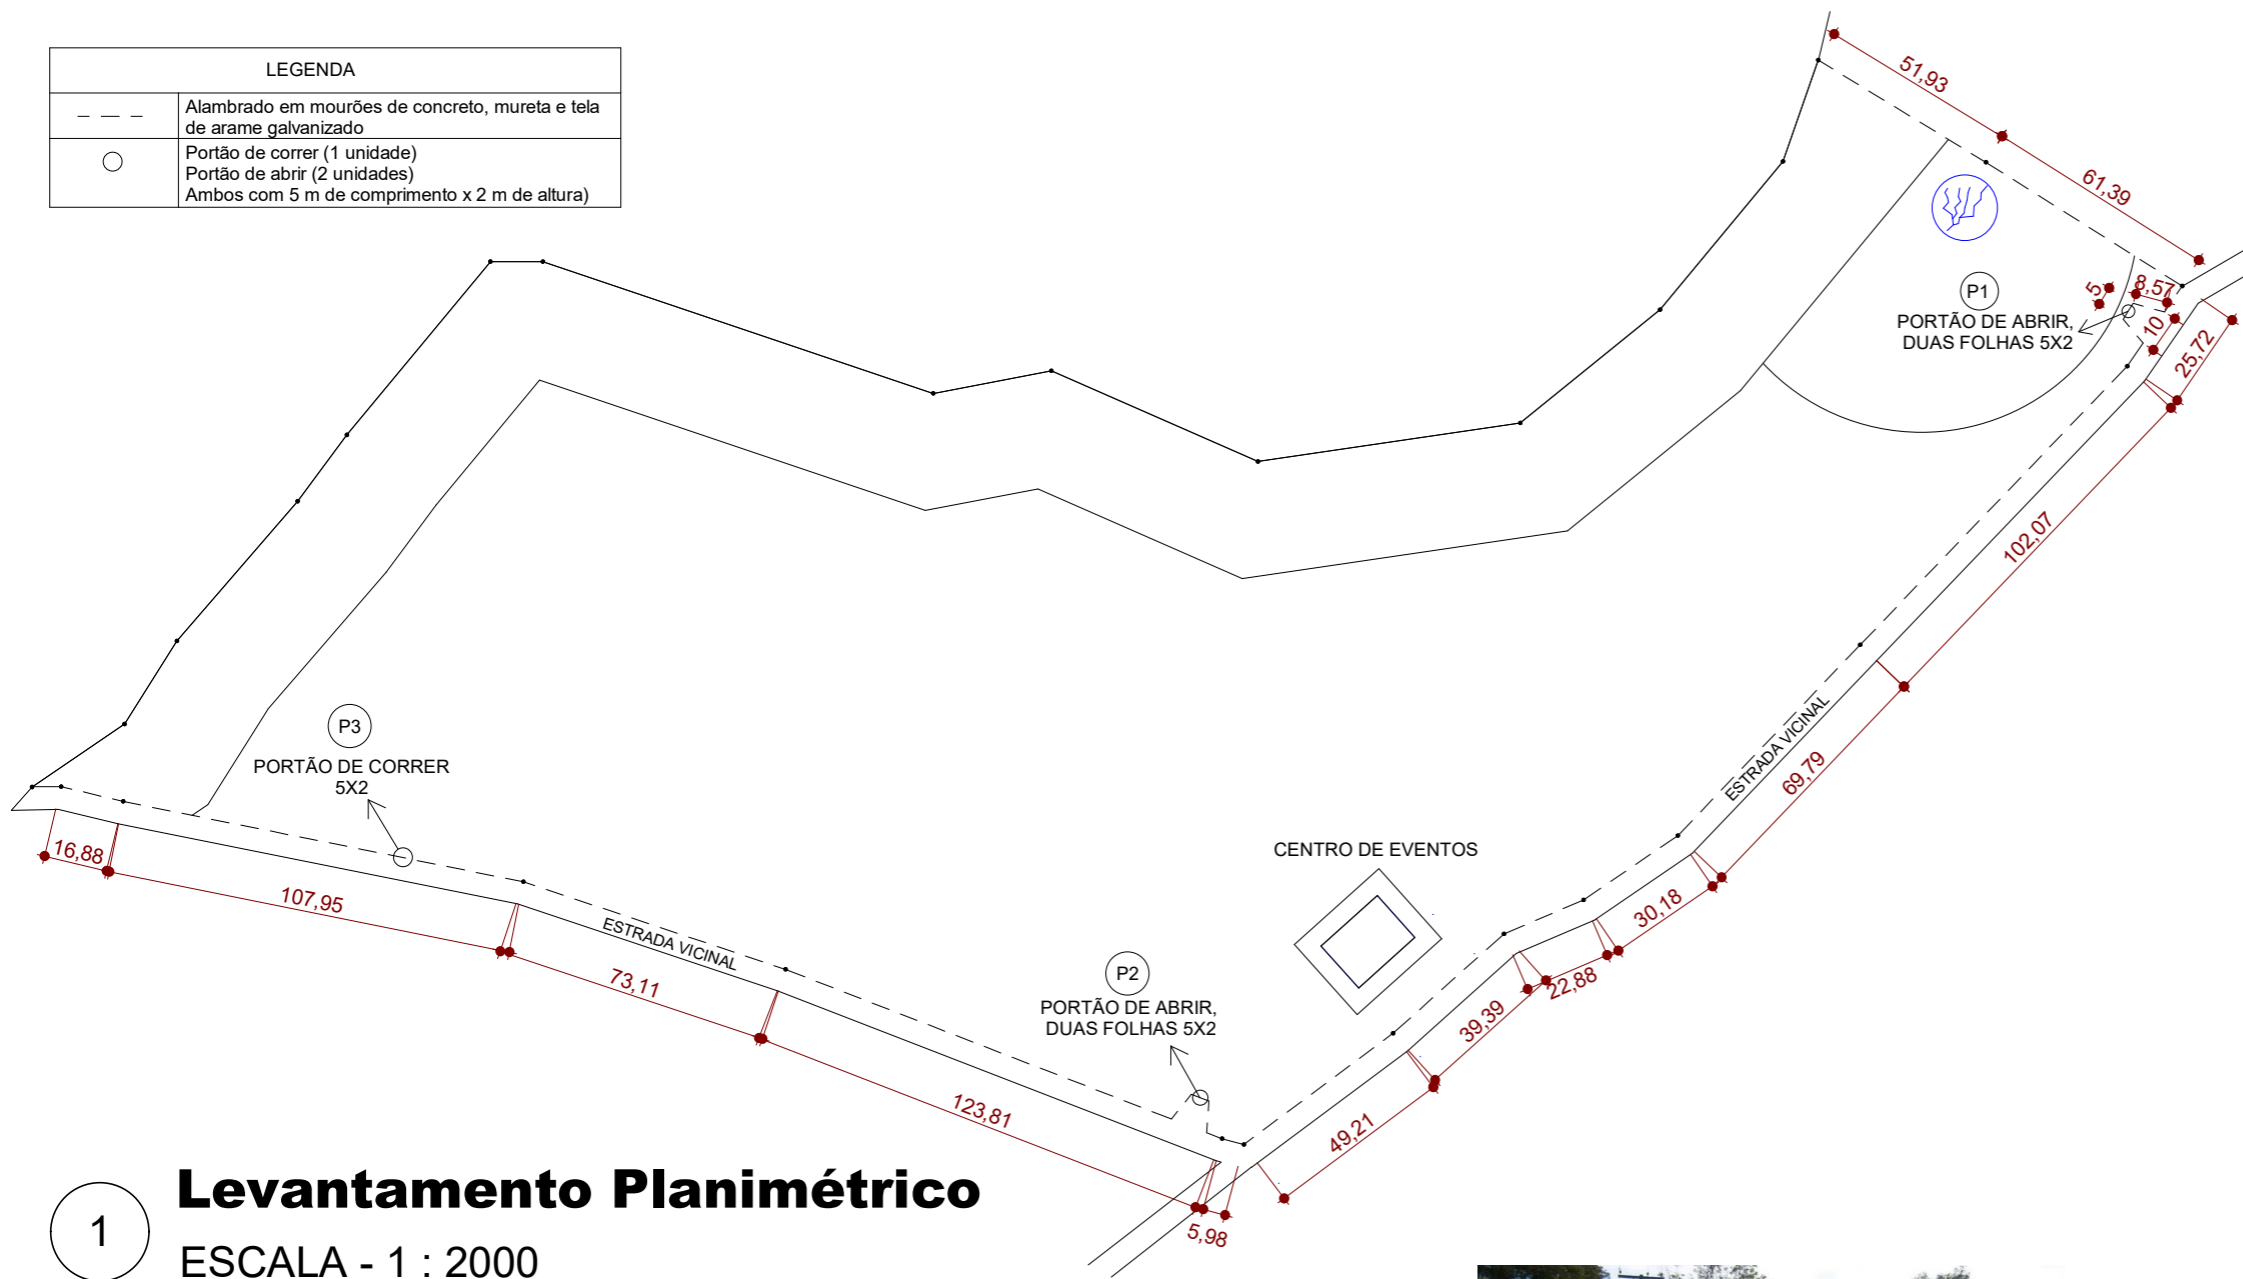 LEGENDA
Alambrado em mourões de concreto, mureta e tela
de arame galvanizado
Portão de correr (1 unidade)
Portão de abrir (2 unidades)
Ambos com 5 m de comprimento x 2 m de altura)
51,93
61,39
P1
PORTÃO DE ABRIR,
DUAS FOLHAS 5X2
5
8,57
10
25,72
102,07
ESTRADA VICINAL
69,79
P3
PORTÃO DE CORRER
5X2
16,88
107,95
ESTRADA VICINAL
73,11
CENTRO DE EVENTOS
30,18
22,88
39,39
P2
PORTÃO DE ABRIR,
DUAS FOLHAS 5X2
123,81
49,21
5,98
1
Levantamento Planimétrico
ESCALA - 1 : 2000